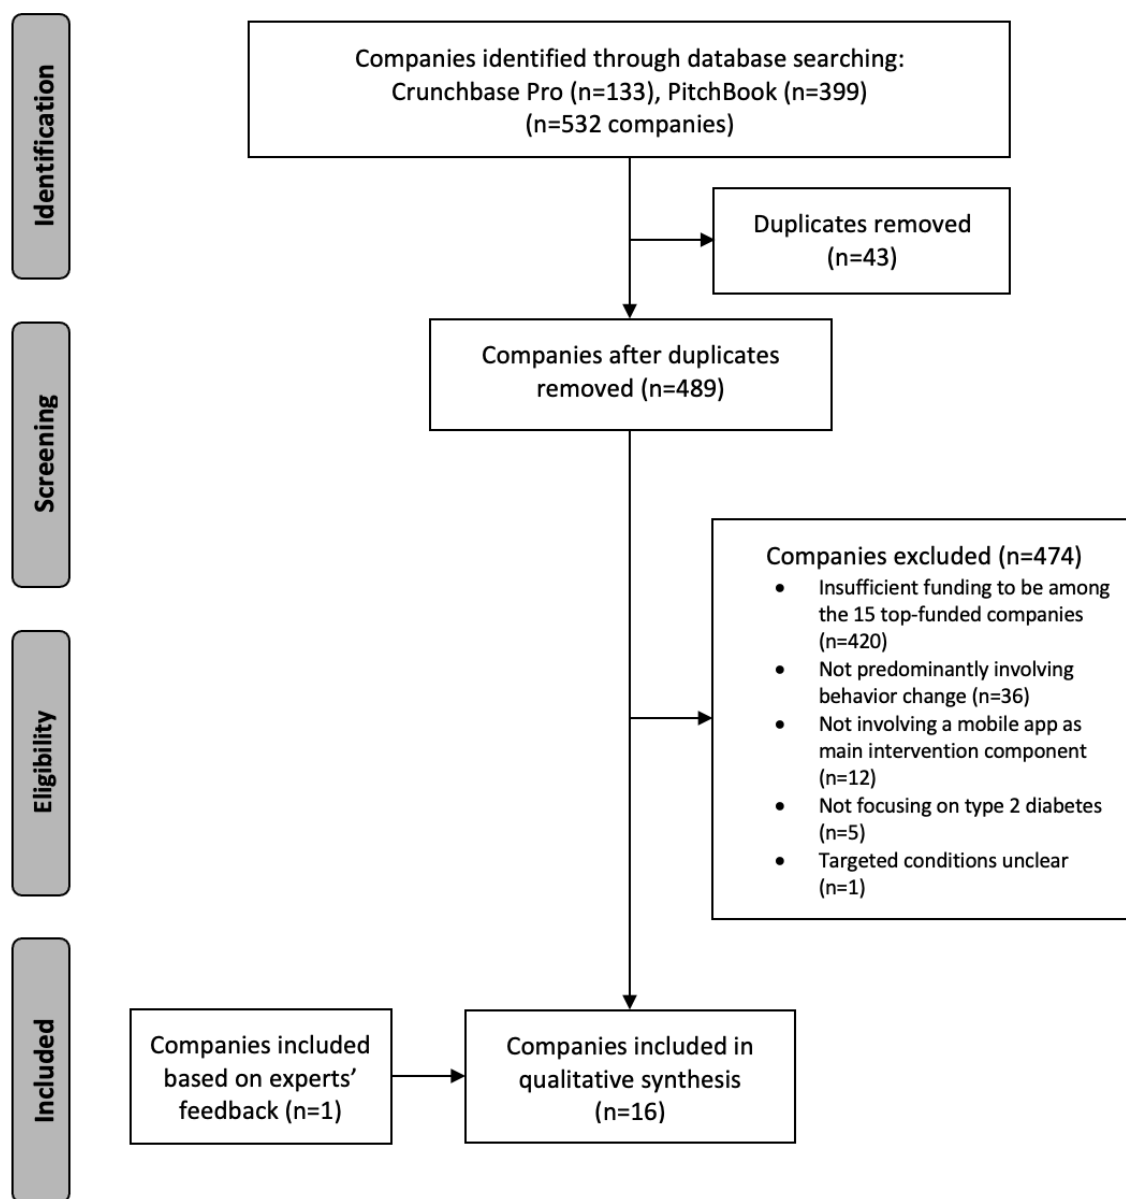 Identification
Companies identified through database searching:
Crunchbase Pro (n=133), PitchBook (n=399)
(n=532 companies)
Duplicates removed
(n=43)
Screening
Companies after duplicates
removed (n=489)
Eligibility
Companies excluded (n=474)
• Insufficient funding to be among
the 15 top-funded companies
(n=420)
• Not predominantly involving
behavior change (n=36)
• Not involving a mobile app as
main intervention component
(n=12)
• Not focusing on type 2 diabetes
(n=5)
• Targeted conditions unclear
(n=1)
Included
Companies included
based on experts’
feedback (n=1)
Companies included in
qualitative synthesis
(n=16)